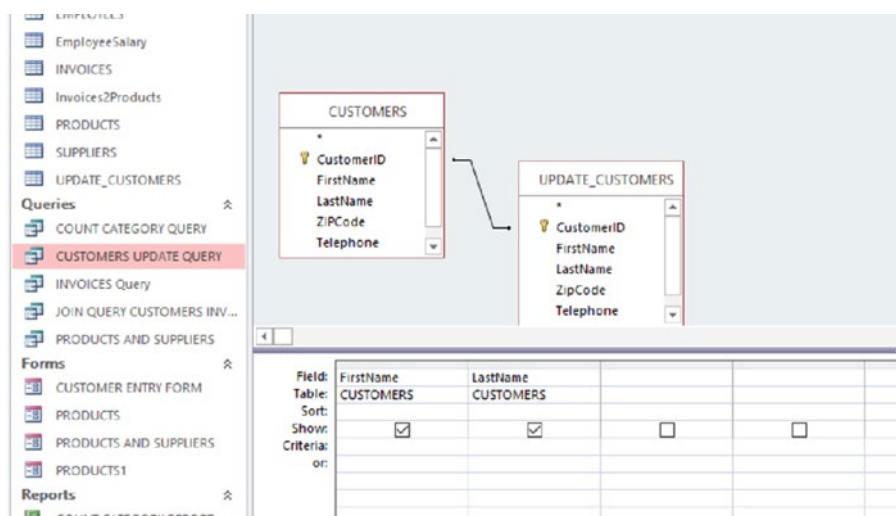 EMPLOYEES
EmployeeSalary
INVOICES
Invoices2Products
PRODUCTS
SUPPLIERS
UPDATE_CUSTOMERS
Queries
COUNT CATEGORY QUERY
CUSTOMERS UPDATE QUERY
INVOICES Query
JOIN QUERY CUSTOMERS INV...
PRODUCTS AND SUPPLIERS
Forms
CUSTOMER ENTRY FORM
PRODUCTS
PRODUCTS AND SUPPLIERS
PRODUCTS1
Reports
CUSTOMERS
*
CustomerID
FirstName
LastName
ZIPCode
Telephone
UPDATE_CUSTOMERS
*
CustomerID
FirstName
LastName
ZipCode
Telephone
Field: FirstName LastName
Table: CUSTOMERS CUSTOMERS
Sort:
Show:
Criteria:
or: